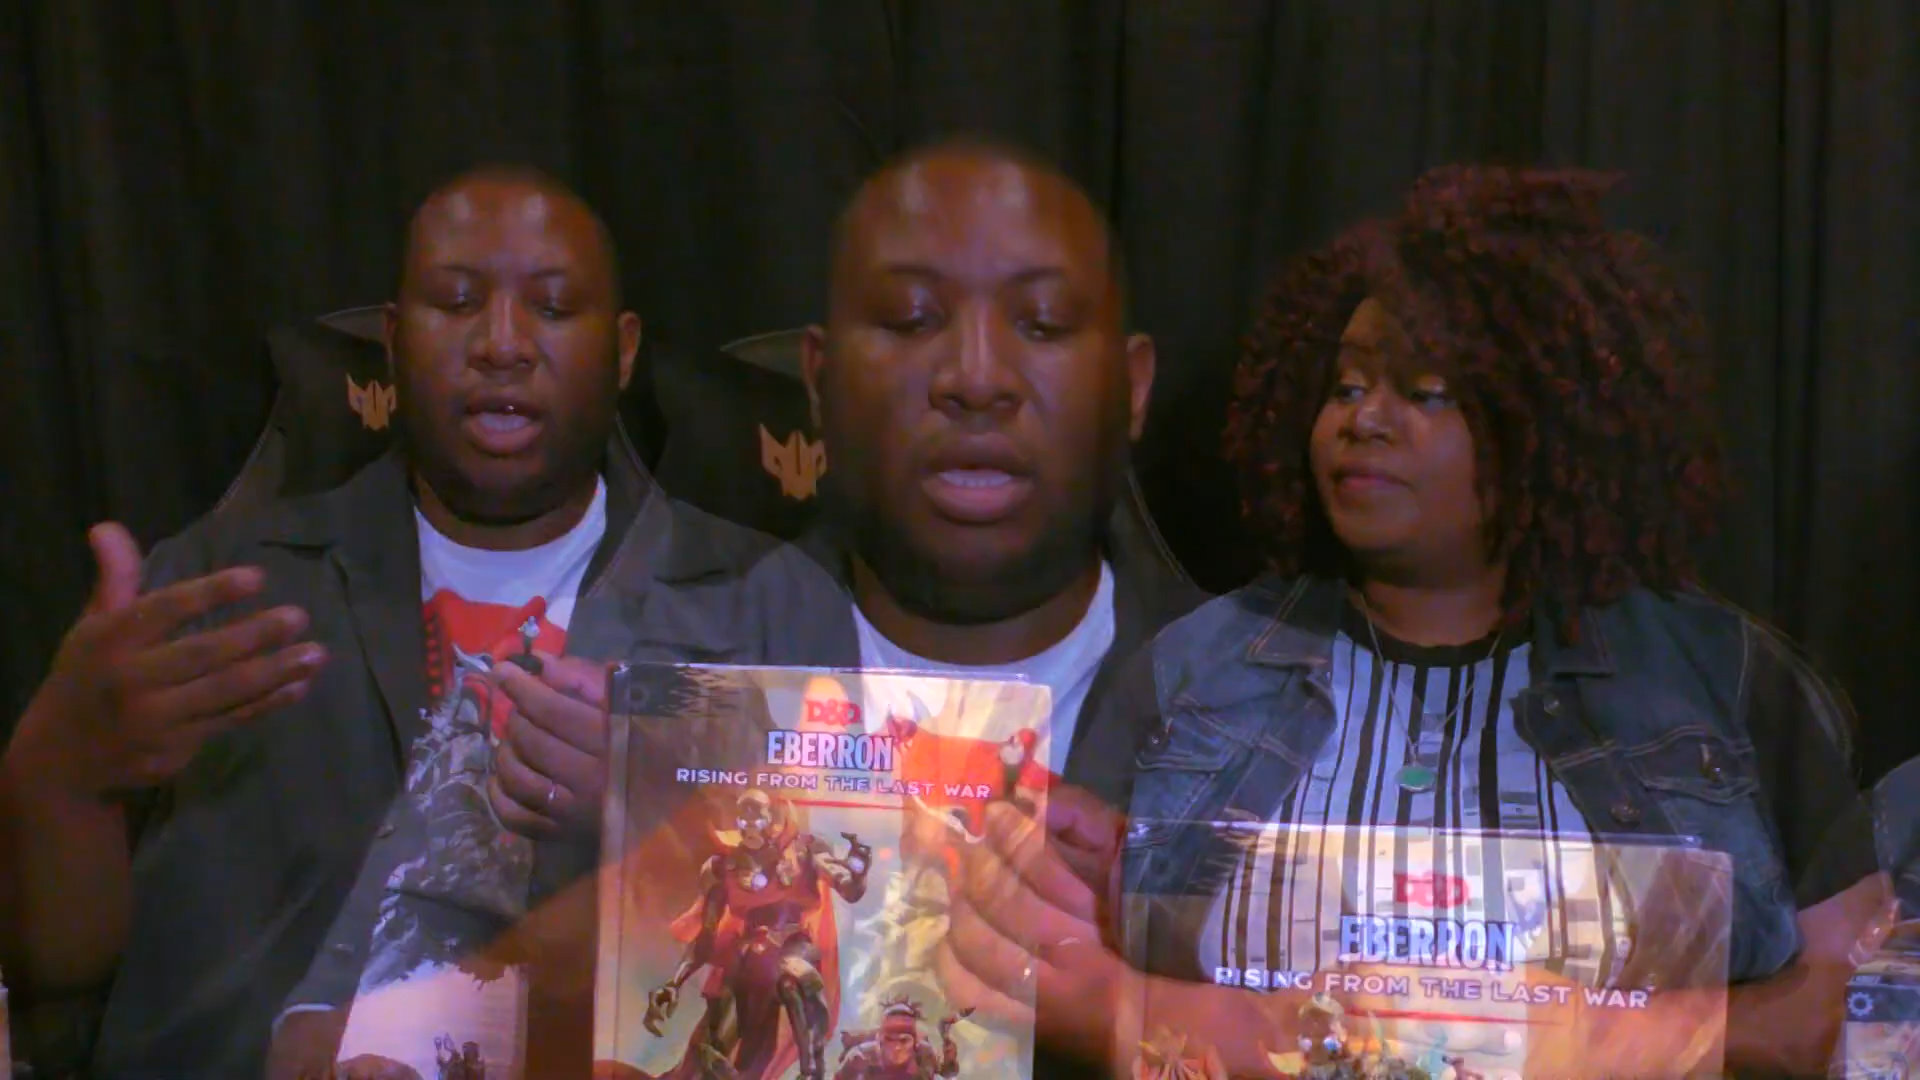 D&D
EBERRON
RISING FROM THE LAST WAR
D&D
EBERRON
RISING FROM THE LAST WAR